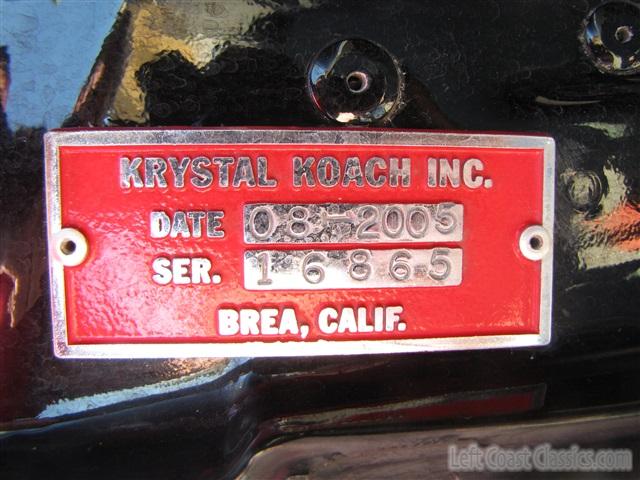 KRYSTAL KOACH INC.
DATE 08-2005
SER. 16865
BREA, CALIF.
Left Coast Classics.com